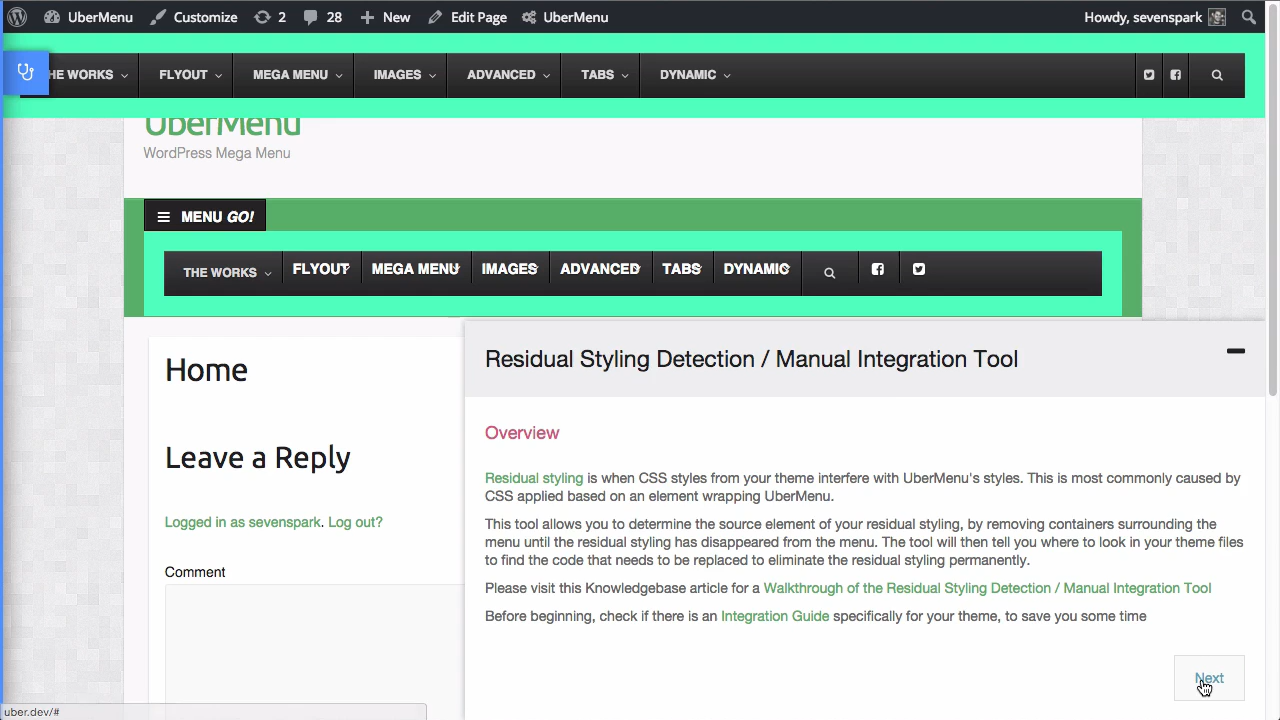 UberMenu Customize 2 28 New Edit Page UberMenu Howdy, sevenspark
HE WORKS FLYOUT MEGA MENU IMAGES ADVANCED TABS DYNAMIC
UberMenu
WordPress Mega Menu
MENU GO!
THE WORKS FLYOUT MEGA MENU IMAGES ADVANCED TABS DYNAMIC
Home
Leave a Reply
Logged in as sevenspark. Log out?
Comment
Residual Styling Detection / Manual Integration Tool
Overview
Residual styling is when CSS styles from your theme interfere with UberMenu's styles. This is most commonly caused by
CSS applied based on an element wrapping UberMenu.
This tool allows you to determine the source element of your residual styling, by removing containers surrounding the
menu until the residual styling has disappeared from the menu. The tool will then tell you where to look in your theme files
to find the code that needs to be replaced to eliminate the residual styling permanently.
Please visit this Knowledgebase article for a Walkthrough of the Residual Styling Detection / Manual Integration Tool
Before beginning, check if there is an Integration Guide specifically for your theme, to save you some time
Next
uber.dev/#